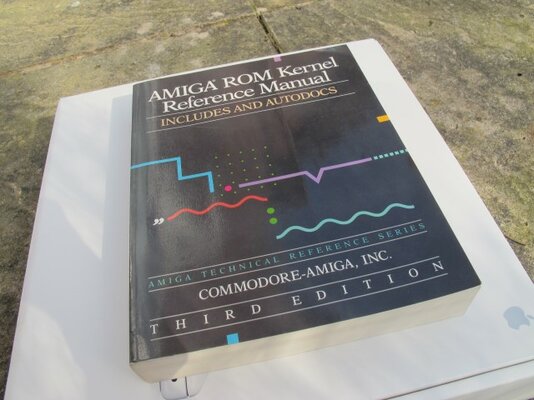 AMIGA ROM Kernel
Reference Manual
INCLUDES AND AUTODOCS
”
AMIGA TECHNICAL REFERENCE SERIES
COMMODORE-AMIGA, INC.
THIRD EDITION